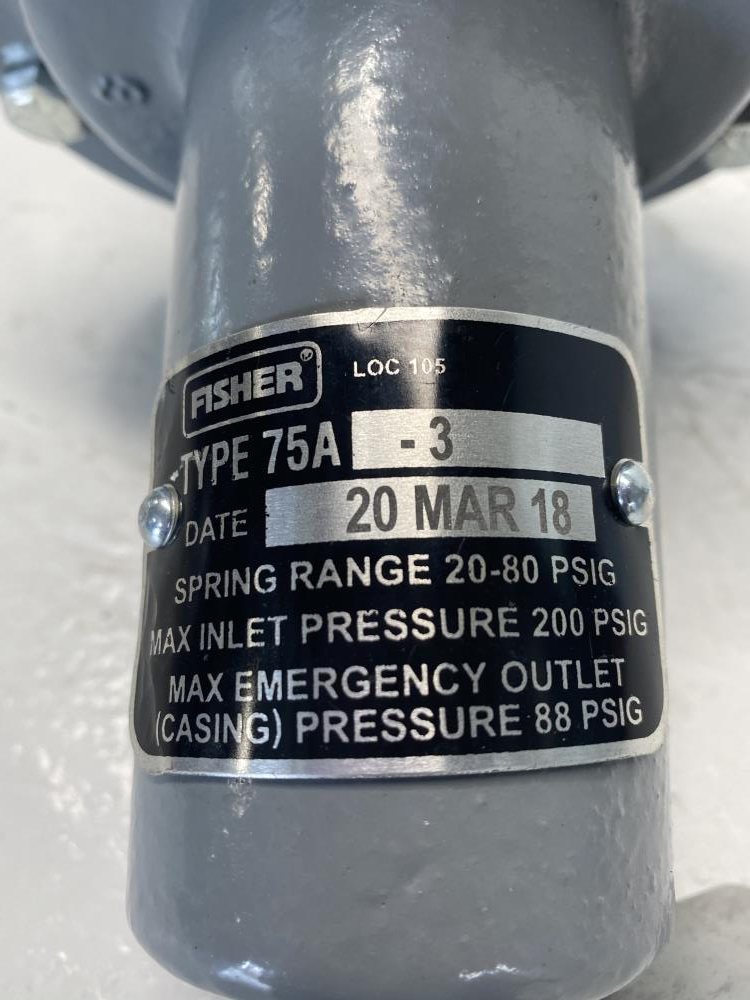 FISHER®
LOC 105
TYPE 75A - 3
DATE 20 MAR 18
SPRING RANGE 20-80 PSIG
MAX INLET PRESSURE 200 PSIG
MAX EMERGENCY OUTLET
(CASING) PRESSURE 88 PSIG